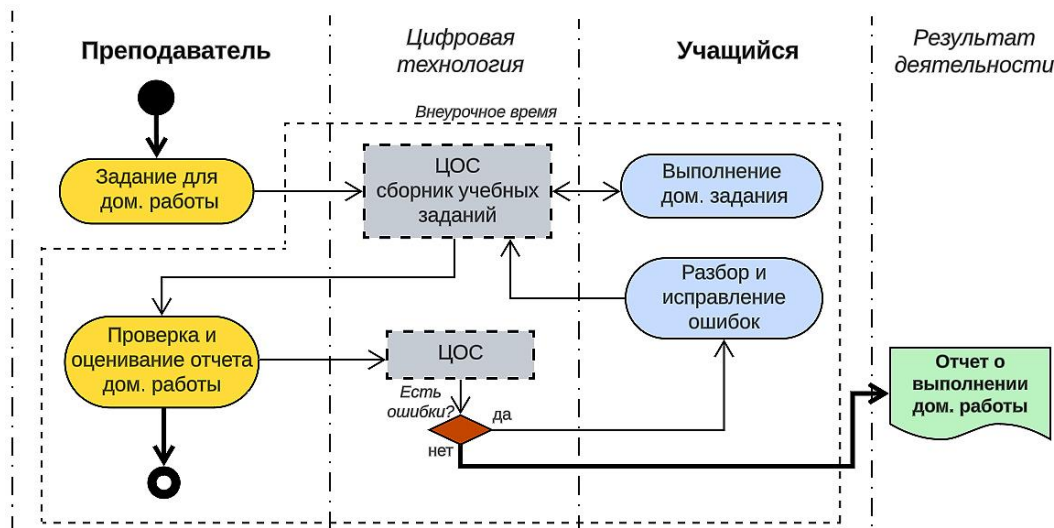 Преподаватель
Цифровая
технология
Учащийся
Результат
деятельности
Внеурочное время
Задание для
дом. работы
ЦОС
сборник учебных
заданий
Выполнение
дом. задания
Разбор и
исправление
ошибок
Проверка и
оценивание отчета
дом. работы
ЦОС
Есть
ошибки?
да
нет
Отчет о
выполнении
дом. работы